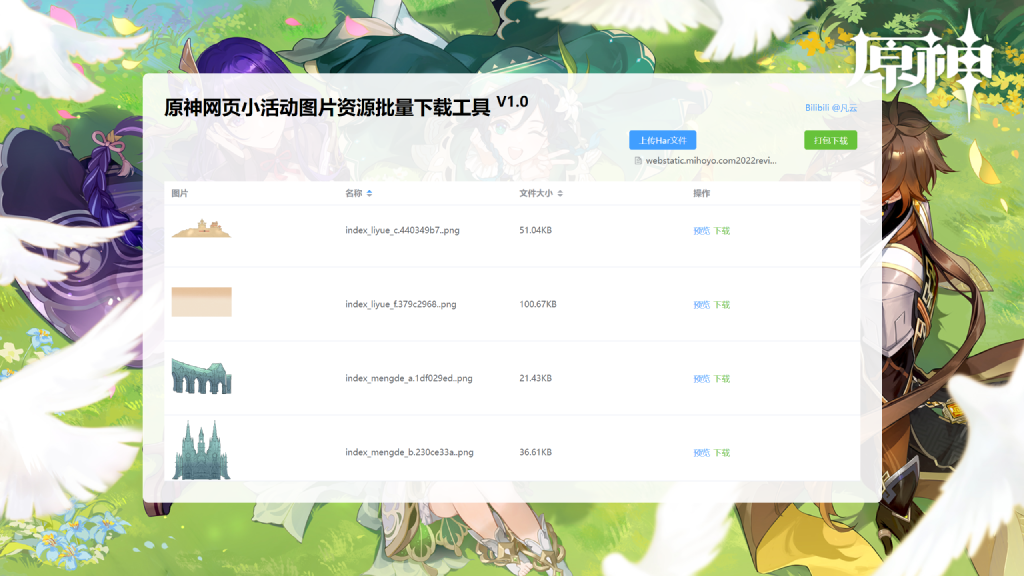 原神
原神网页小活动图片资源批量下载工具 V1.0
Bilibili @凡云
上传Har文件
打包下载
webstatic.mihoyo.com2022revi...
图片 名称 文件大小 操作
index_liyue_c.440349b7..png 51.04KB 预览 下载
index_liyue_f.379c2968..png 100.67KB 预览 下载
index_mengde_a.1df029ed..png 21.43KB 预览 下载
index_mengde_b.230ce33a..png 36.61KB 预览 下载